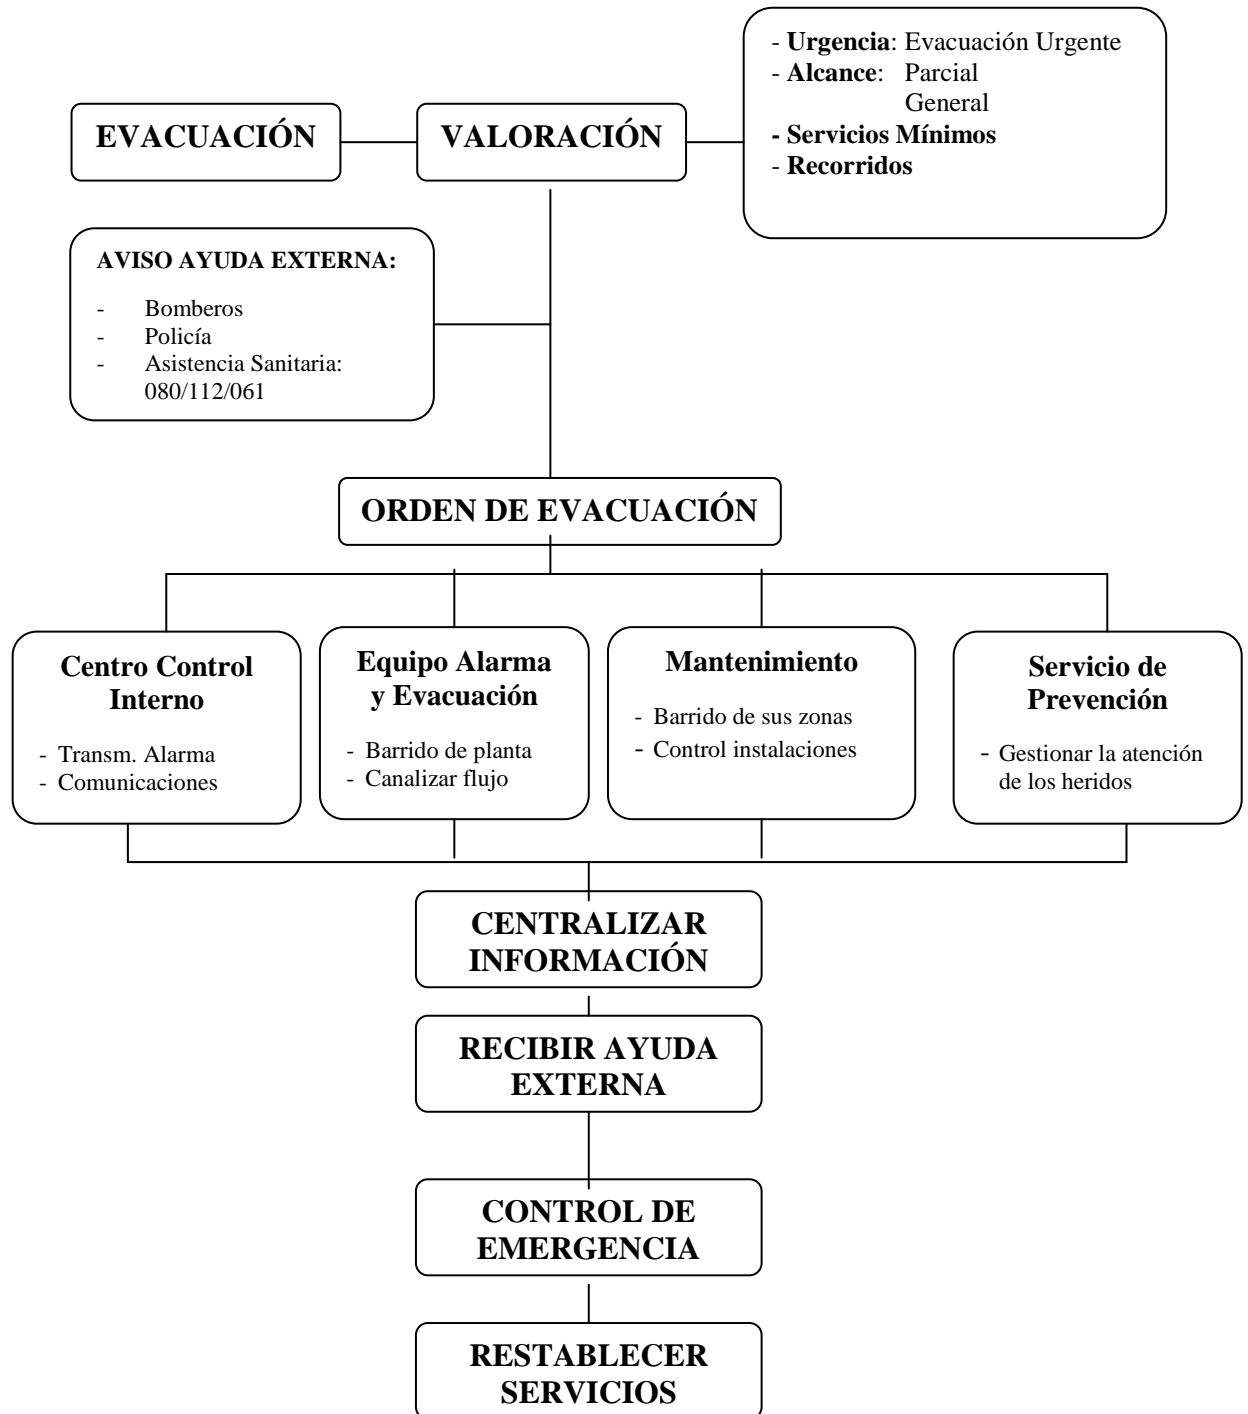 EVACUACIÓN
VALORACIÓN
- Urgencia: Evacuación Urgente
- Alcance: Parcial
General
- Servicios Mínimos
- Recorridos
AVISO AYUDA EXTERNA:
- Bomberos
- Policía
- Asistencia Sanitaria:
080/112/061
ORDEN DE EVACUACIÓN
Centro Control
Interno
- Transm. Alarma
- Comunicaciones
Equipo Alarma
y Evacuación
- Barrido de planta
- Canalizar flujo
Mantenimiento
- Barrido de sus zonas
- Control instalaciones
Servicio de
Prevención
- Gestionar la atención
de los heridos
CENTRALIZAR
INFORMACIÓN
RECIBIR AYUDA
EXTERNA
CONTROL DE
EMERGENCIA
RESTABLECER
SERVICIOS